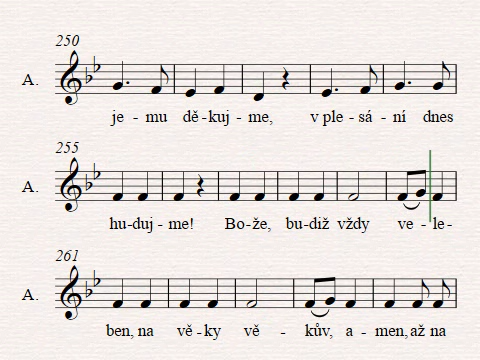 250
A.
je - mu dě - kuj - me, v ple - sá - ní dnes
255
A.
hu-duj - me! Bo-že, bu-diž vždy ve - le-
261
A.
ben, na vě - ky vě - kův, a - men, až na